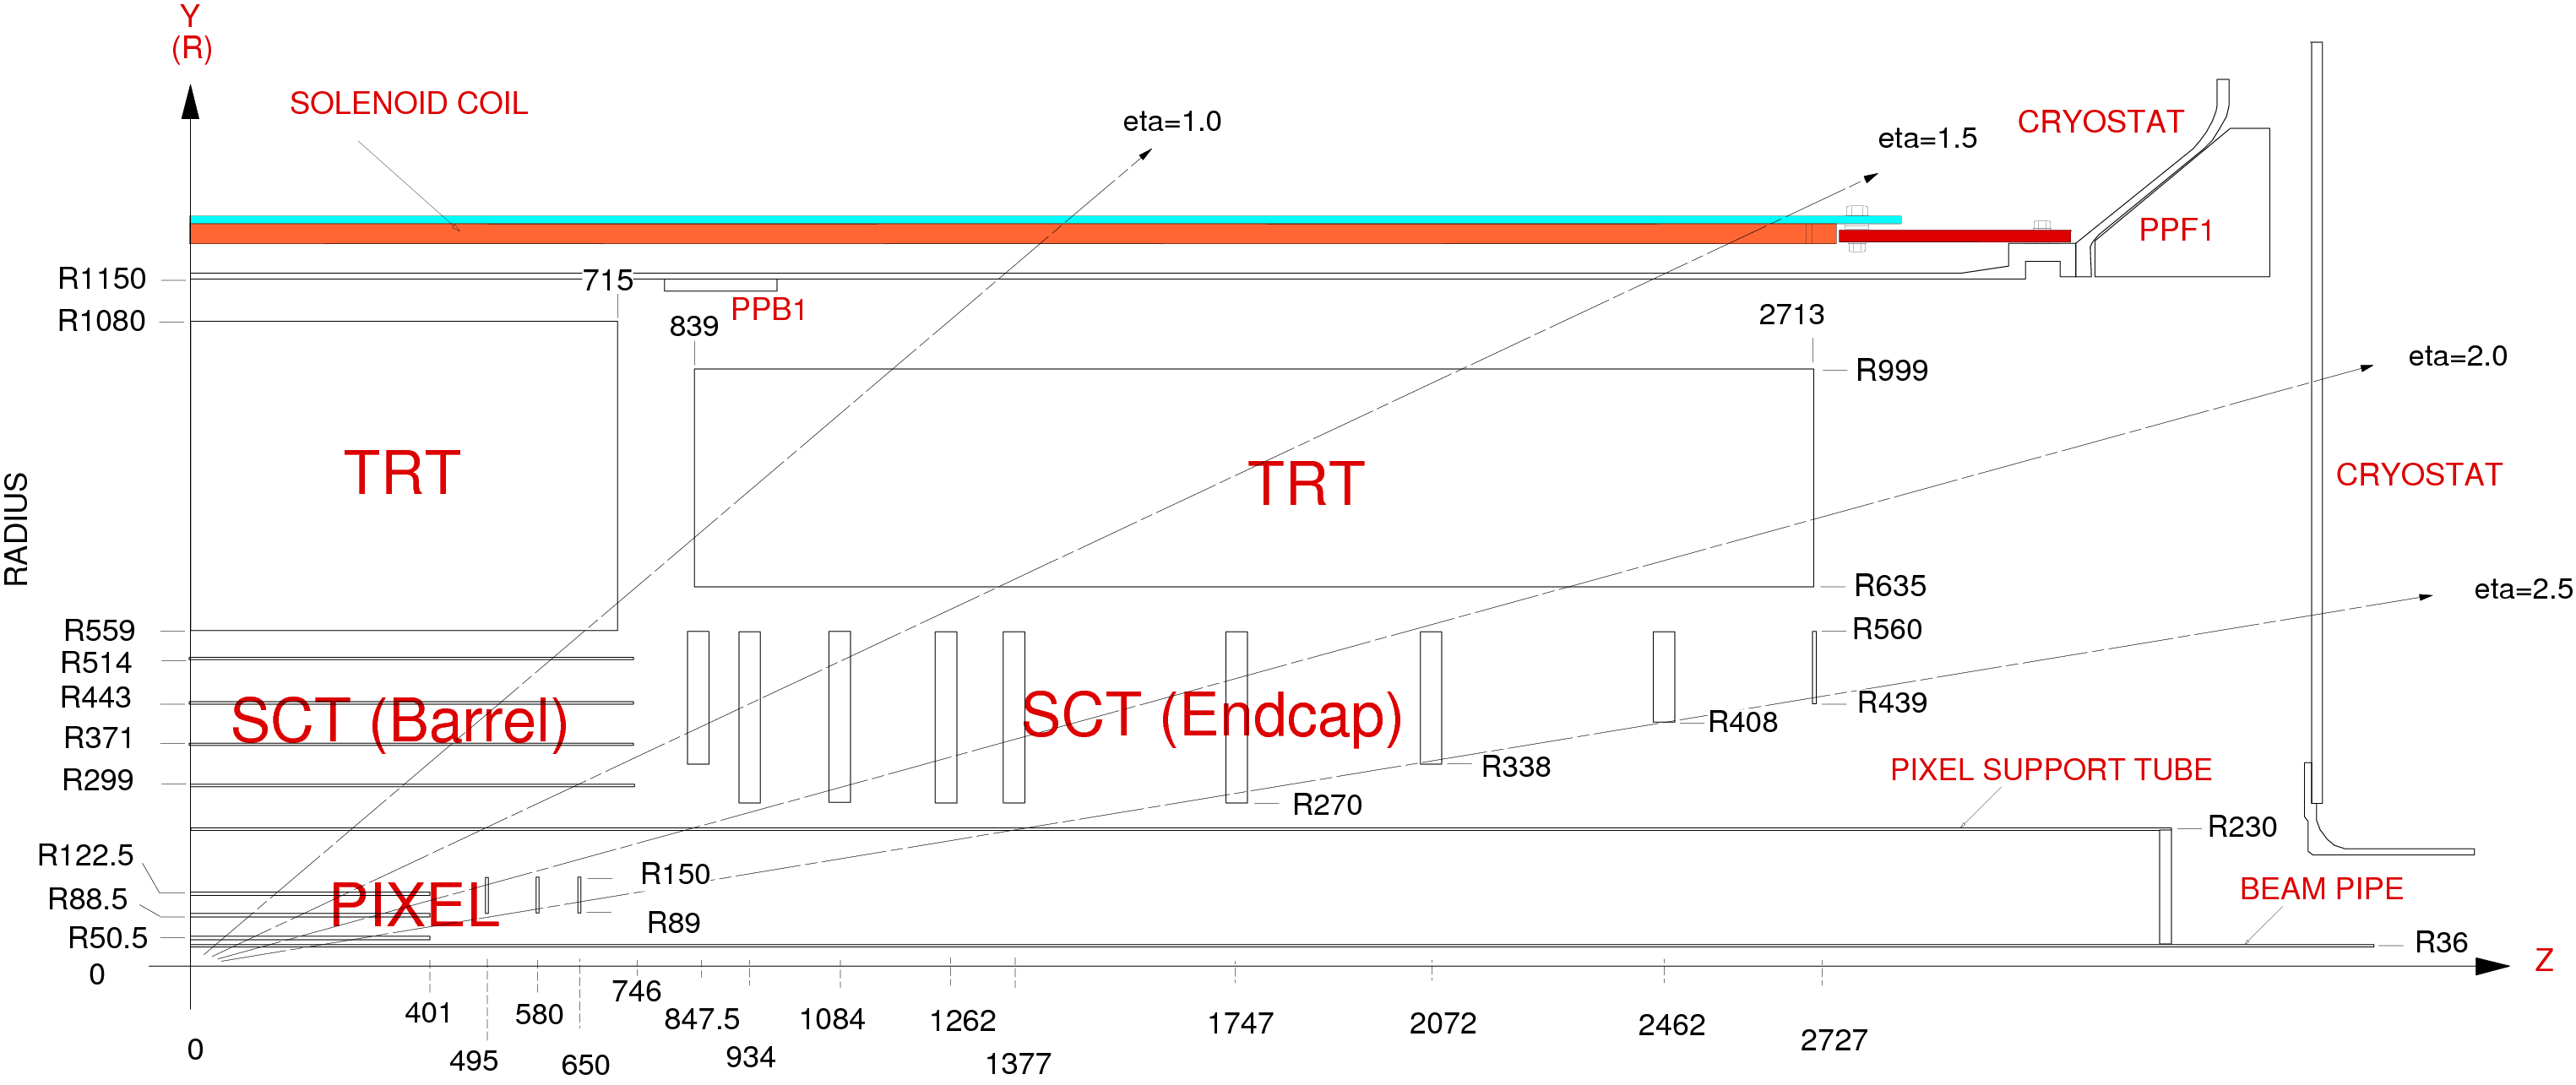 Y
(R)
SOLENOID COIL
eta=1.0
eta=1.5
CRYOSTAT
PPF1
R1150
715
PPB1
R1080
839
2713
eta=2.0
R999
TRT
TRT
CRYOSTAT
RADIUS
R635
eta=2.5
R559
R560
R514
R443
SCT (Barrel)
SCT (Endcap)
R439
R408
R371
R338
PIXEL SUPPORT TUBE
R299
R270
R230
R122.5
R150
R88.5
PIXEL
R89
BEAM PIPE
R50.5
R36
Z
0
746
401
580
847.5
1084
1262
1747
2072
2462
2727
0
495
650
934
1377